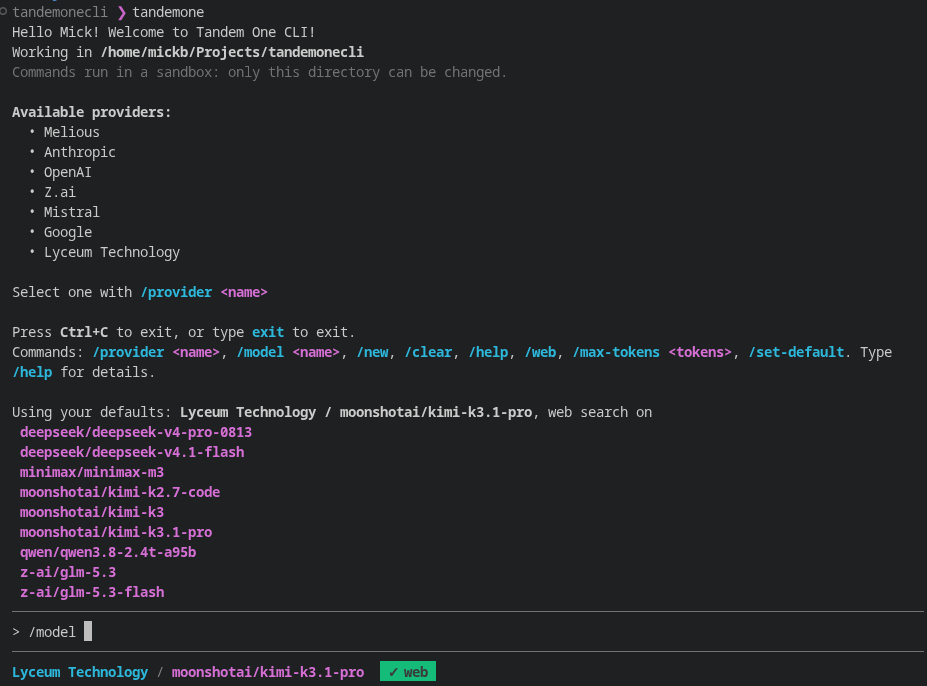 tandemonecli ❯ tandemone
Hello Mick! Welcome to Tandem One CLI!
Working in /home/mickb/Projects/tandemonecli
Commands run in a sandbox: only this directory can be changed.
Available providers:
• Melious
• Anthropic
• OpenAI
• Z.ai
• Mistral
• Google
• Lyceum Technology
Select one with /provider <name>
Press Ctrl+C to exit, or type exit to exit.
Commands: /provider <name>, /model <name>, /new, /clear, /help, /web, /max-tokens <tokens>, /set-default. Type
/help for details.
Using your defaults: Lyceum Technology / moonshotai/kimi-k3.1-pro, web search on
deepseek/deepseek-v4-pro-0813
deepseek/deepseek-v4.1-flash
minimax/minimax-m3
moonshotai/kimi-k2.7-code
moonshotai/kimi-k3
moonshotai/kimi-k3.1-pro
qwen/qwen3.8-2.4t-a95b
z-ai/glm-5.3
z-ai/glm-5.3-flash
> /model
Lyceum Technology / moonshotai/kimi-k3.1-pro ✓ web